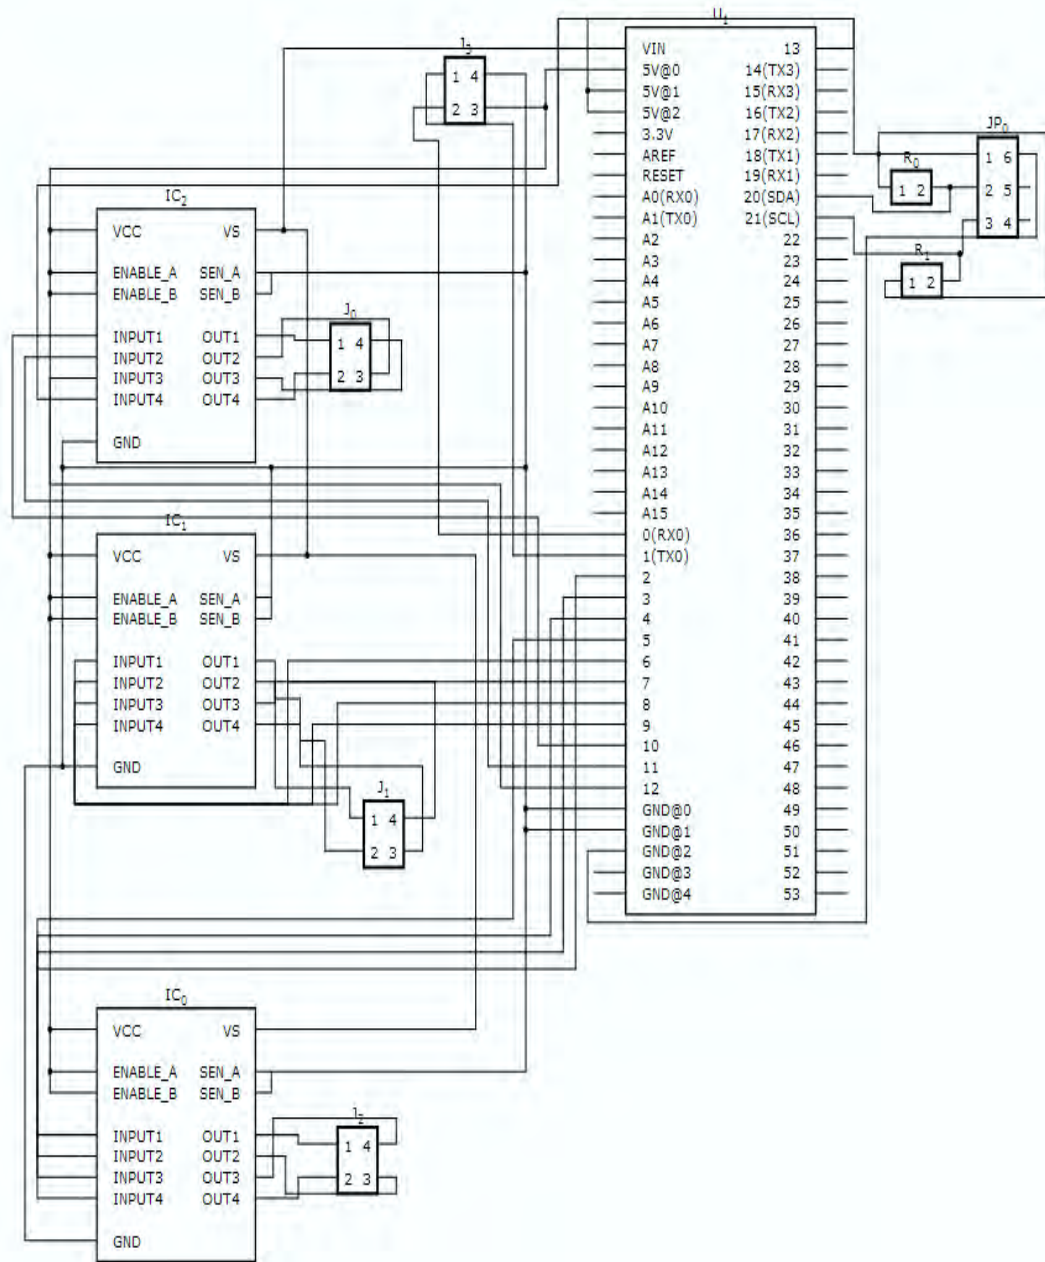 U1
J3
VIN 13
1 4
5V@0 14(TX3)
5V@1 15(RX3)
2 3
5V@2 16(TX2)
3.3V 17(RX2)
JP0
AREF 18(TX1)
1 6
R0
RESET 19(RX1)
1 2
2 5
A0(RX0) 20(SDA)
A1(TX0) 21(SCL)
3 4
A2 22
A3 23
R1
A4 24
1 2
A5 25
A6 26
A7 27
A8 28
A9 29
A10 30
A11 31
A12 32
A13 33
A14 34
A15 35
0(RX0) 36
1(TX0) 37
2 38
3 39
4 40
5 41
6 42
7 43
8 44
9 45
10 46
11 47
12 48
GND@0 49
GND@1 50
GND@2 51
GND@3 52
GND@4 53
IC2
VCC VS
ENABLE_A SEN_A
ENABLE_B SEN_B
INPUT1 OUT1
INPUT2 OUT2
INPUT3 OUT3
INPUT4 OUT4
GND
J0
1 4
2 3
IC1
VCC VS
ENABLE_A SEN_A
ENABLE_B SEN_B
INPUT1 OUT1
INPUT2 OUT2
INPUT3 OUT3
INPUT4 OUT4
GND
J1
1 4
2 3
IC0
VCC VS
ENABLE_A SEN_A
ENABLE_B SEN_B
INPUT1 OUT1
INPUT2 OUT2
INPUT3 OUT3
INPUT4 OUT4
GND
J2
1 4
2 3